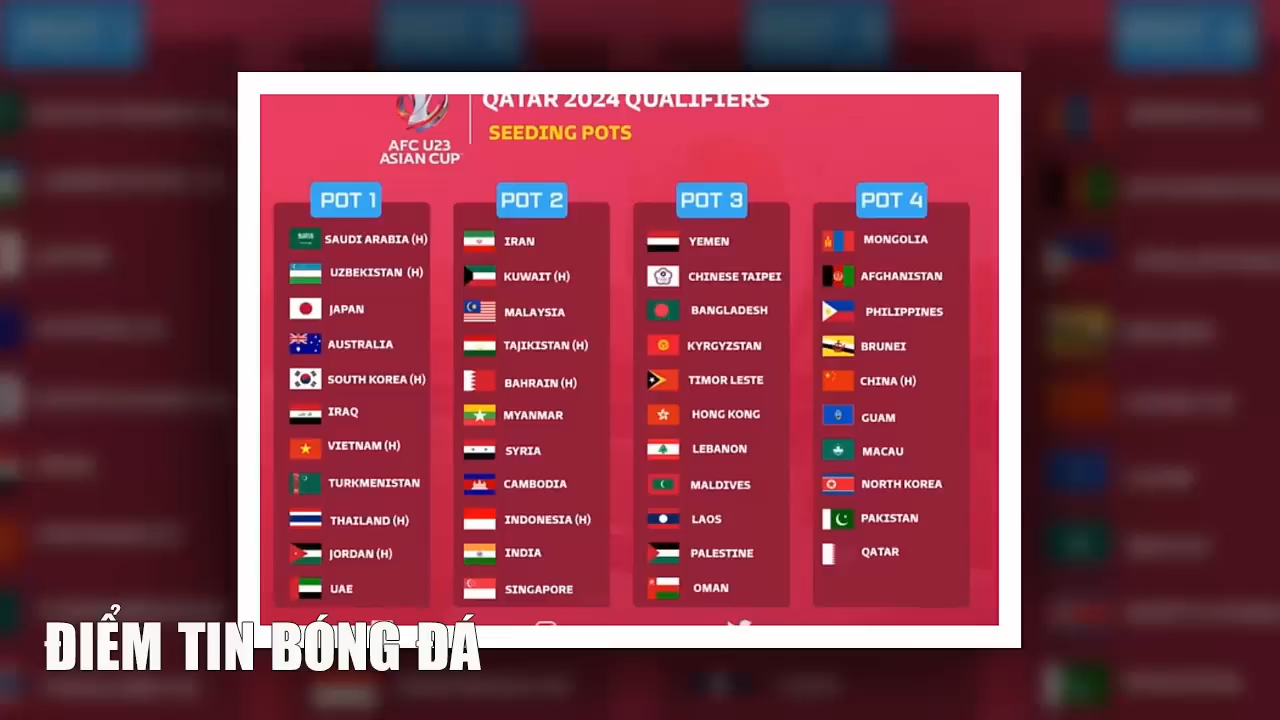 QATAR 2024 QUALIFIERS
SEEDING POTS
AFC U23
ASIAN CUP
POT 1
SAUDI ARABIA (H)
UZBEKISTAN (H)
JAPAN
AUSTRALIA
SOUTH KOREA (H)
IRAQ
VIETNAM (H)
TURKMENISTAN
THAILAND (H)
JORDAN (H)
UAE
POT 2
IRAN
KUWAIT (H)
MALAYSIA
TAJIKISTAN (H)
BAHRAIN (H)
MYANMAR
SYRIA
CAMBODIA
INDONESIA (H)
INDIA
SINGAPORE
POT 3
YEMEN
CHINESE TAIPEI
BANGLADESH
KYRGYZSTAN
TIMOR LESTE
HONG KONG
LEBANON
MALDIVES
LAOS
PALESTINE
OMAN
POT 4
MONGOLIA
AFGHANISTAN
PHILIPPINES
BRUNEI
CHINA (H)
GUAM
MACAU
NORTH KOREA
PAKISTAN
QATAR
ĐIỂM TIN BÓNG ĐÁ